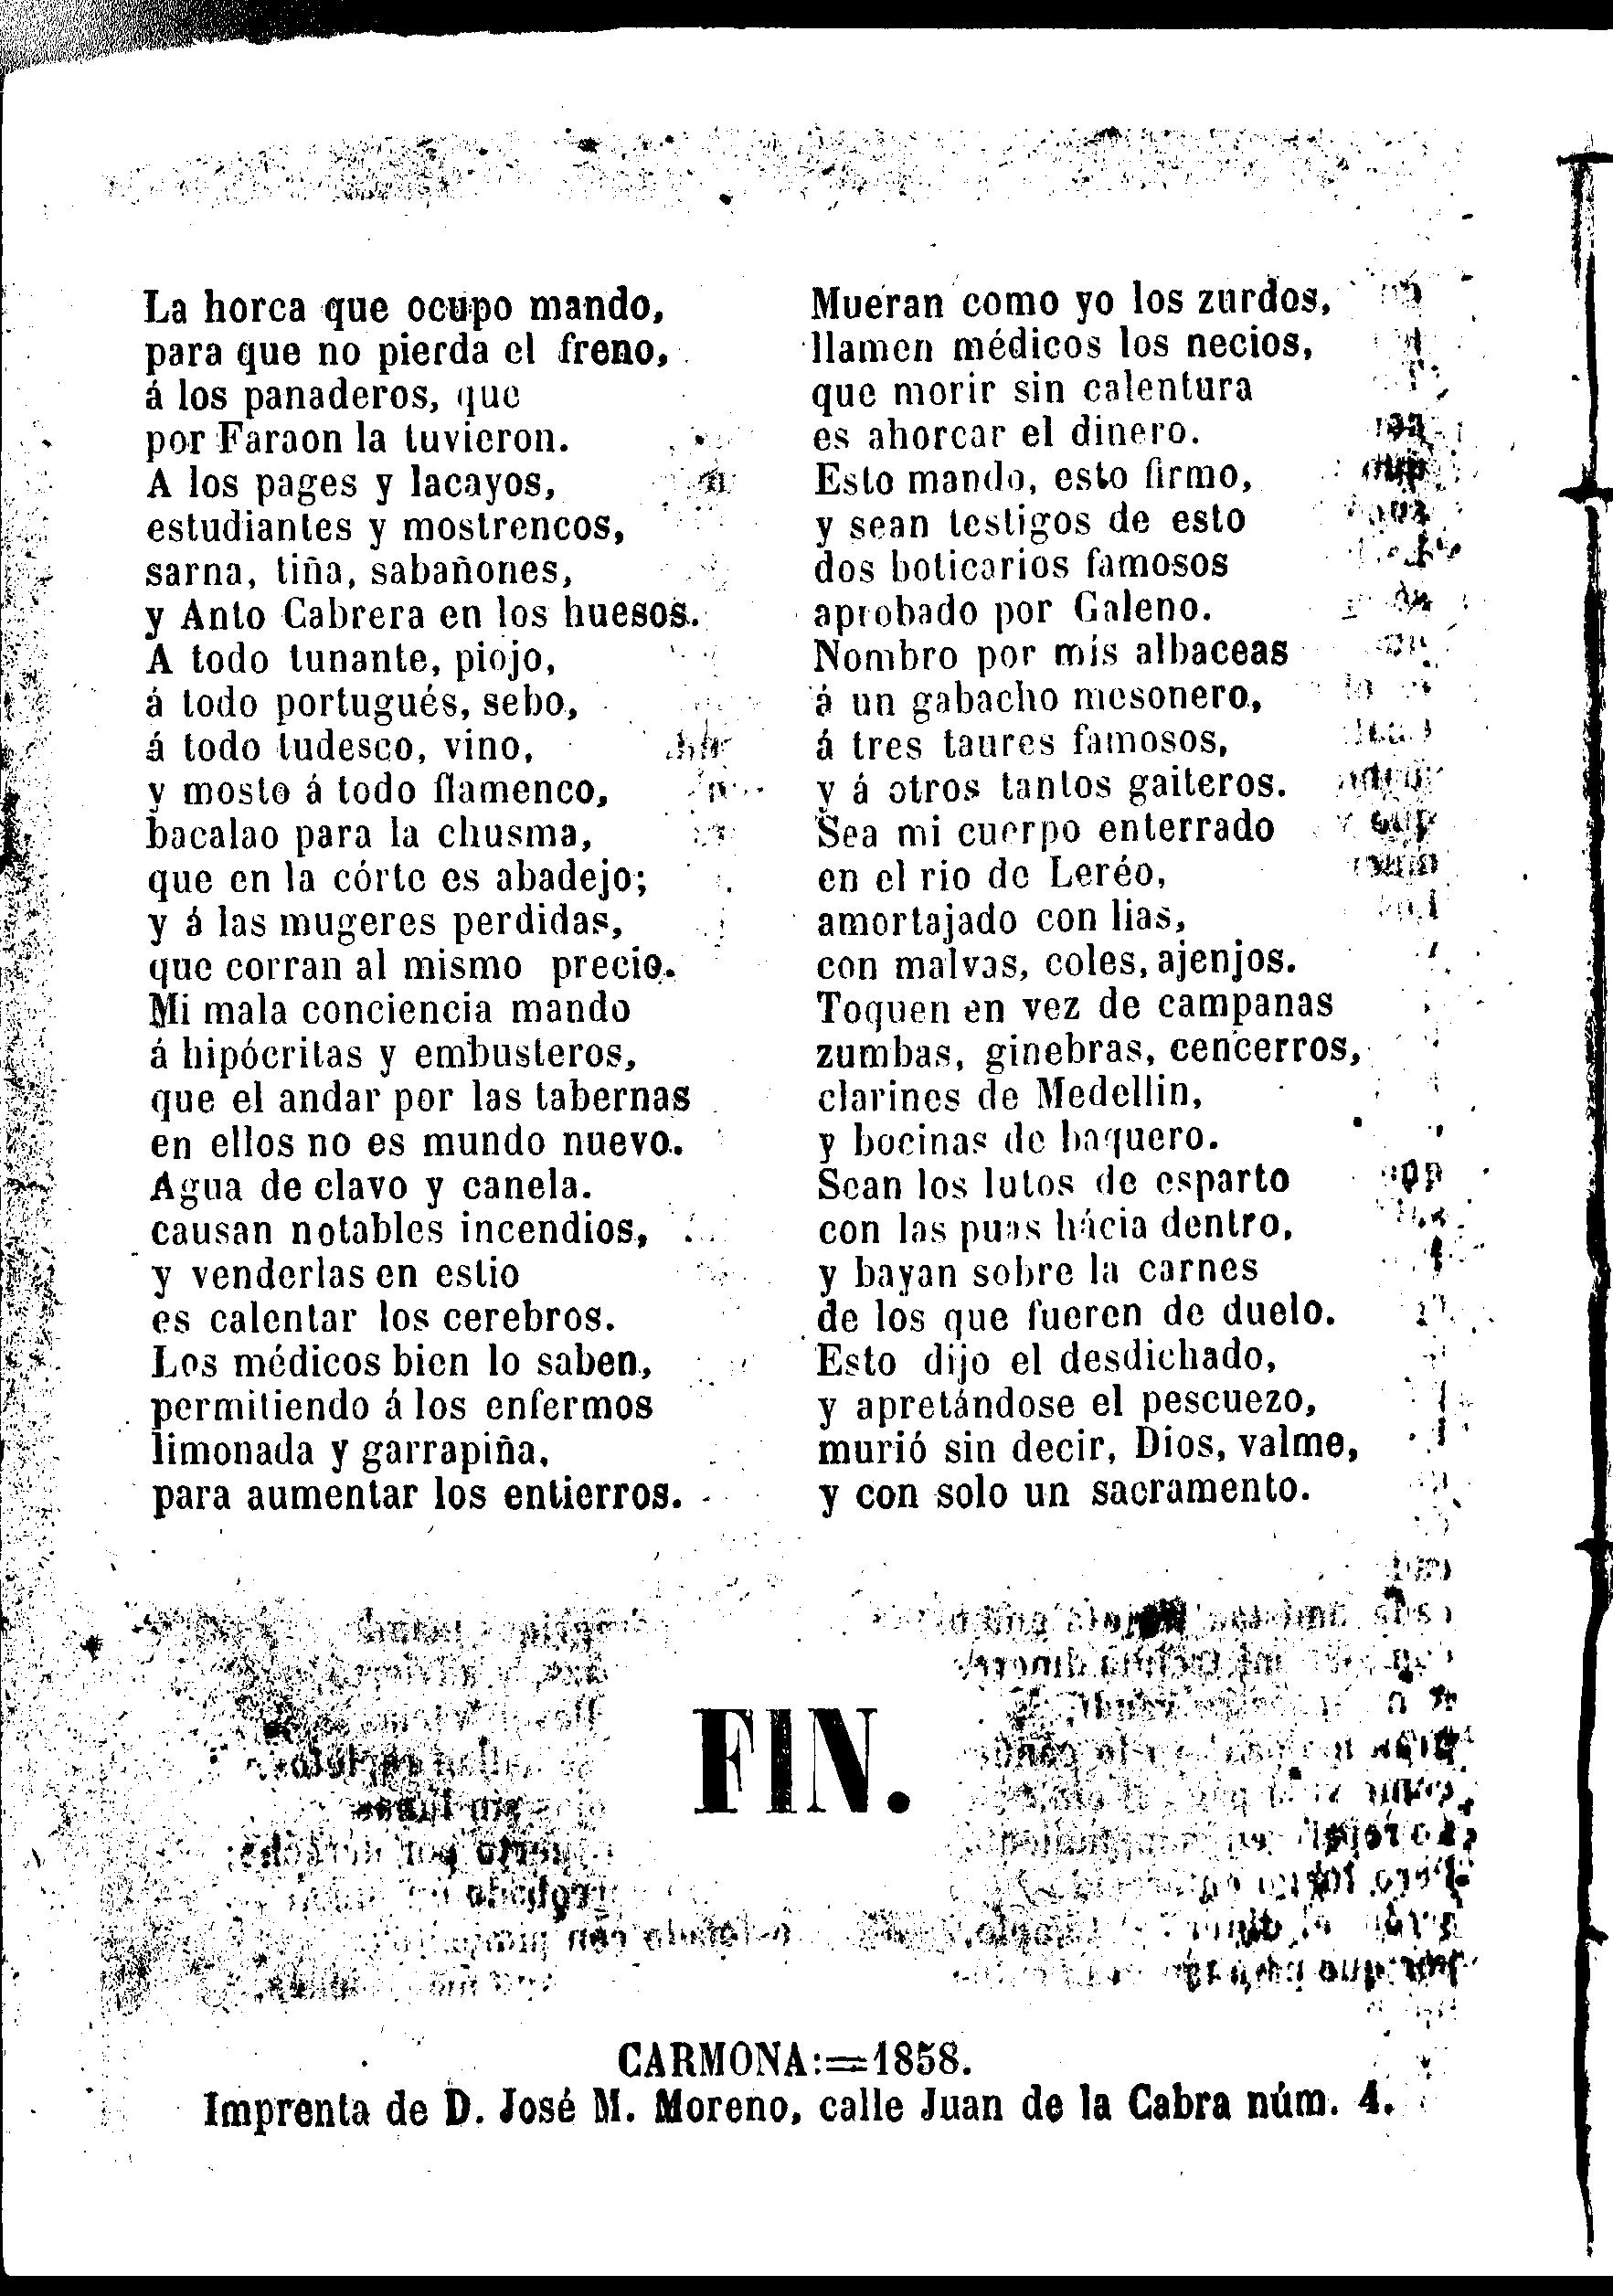 La horca que ocupo mando,
para que no pierda el freno,
á los panaderos, que
por Faraon la tuvieron.
A los pages y lacayos,
estudiantes y mostrencos,
sarna, tiña, sabañones,
y Anto Cabrera en los huesos.
A todo tunante, piojo,
á todo portugués, sebo,
á todo tudesco, vino,
y mosto á todo flamenco,
bacalao para la chusma,
que en la córte es abadejo;
y á las mugeres perdidas,
que corran al mismo precio.
Mi mala conciencia mando
á hipócritas y embusteros,
que el andar por las tabernas
en ellos no es mundo nuevo.
Agua de clavo y canela.
causan notables incendios,
y venderlas en estio
es calentar los cerebros.
Los médicos bien lo saben,
permitiendo á los enfermos
limonada y garrapiña,
para aumentar los entierros.
Mueran como yo los zurdos,
llamen médicos los necios,
que morir sin calentura
es ahorcar el dinero.
Esto mando, esto firmo,
y sean testigos de esto
dos boticarios famosos
aprobado por Galeno.
Nombro por mis albaceas
á un gabacho mesonero,
á tres taures famosos,
y á otros tantos gaiteros.
Sea mi cuerpo enterrado
en el rio de Leréo,
amortajado con lias,
con malvas, coles, ajenjos.
Toquen en vez de campanas
zumbas, ginebras, cencerros,
clarines de Medellin,
y bocinas de baquero.
Sean los lutos de esparto
con las puas hácia dentro,
y bayan sobre la carnes
de los que fueren de duelo.
Esto dijo el desdichado,
y apretándose el pescuezo,
murió sin decir, Dios, valme,
y con solo un sacramento.
FIN.
CARMONA:=1858.
Imprenta de D. José M. Moreno, calle Juan de la Cabra núm. 4.